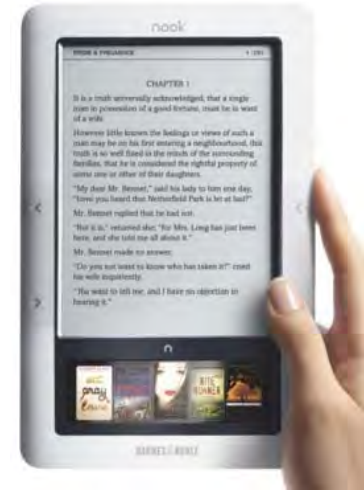 nook
PRIDE & PREJUDICE
CHAPTER 1
It is a truth universally acknowledged, that a single
man in possession of a good fortune, must be in want
of a wife.
However little known the feelings or views of such a
man may be on his first entering a neighbourhood, this
truth is so well fixed in the minds of the surrounding
families, that he is considered the rightful property of
some one or other of their daughters.
"My dear Mr. Bennet," said his lady to him one day,
"have you heard that Netherfield Park is let at last?"
Mr. Bennet replied that he had not.
"But it is," returned she; "for Mrs. Long has just been
here, and she told me all about it."
Mr. Bennet made no answer.
"Do you not want to know who has taken it?" cried
his wife impatiently.
"You want to tell me, and I have no objection to
hearing it."
n
eat
pray
love
KITE
RUNNER
BARNES & NOBLE